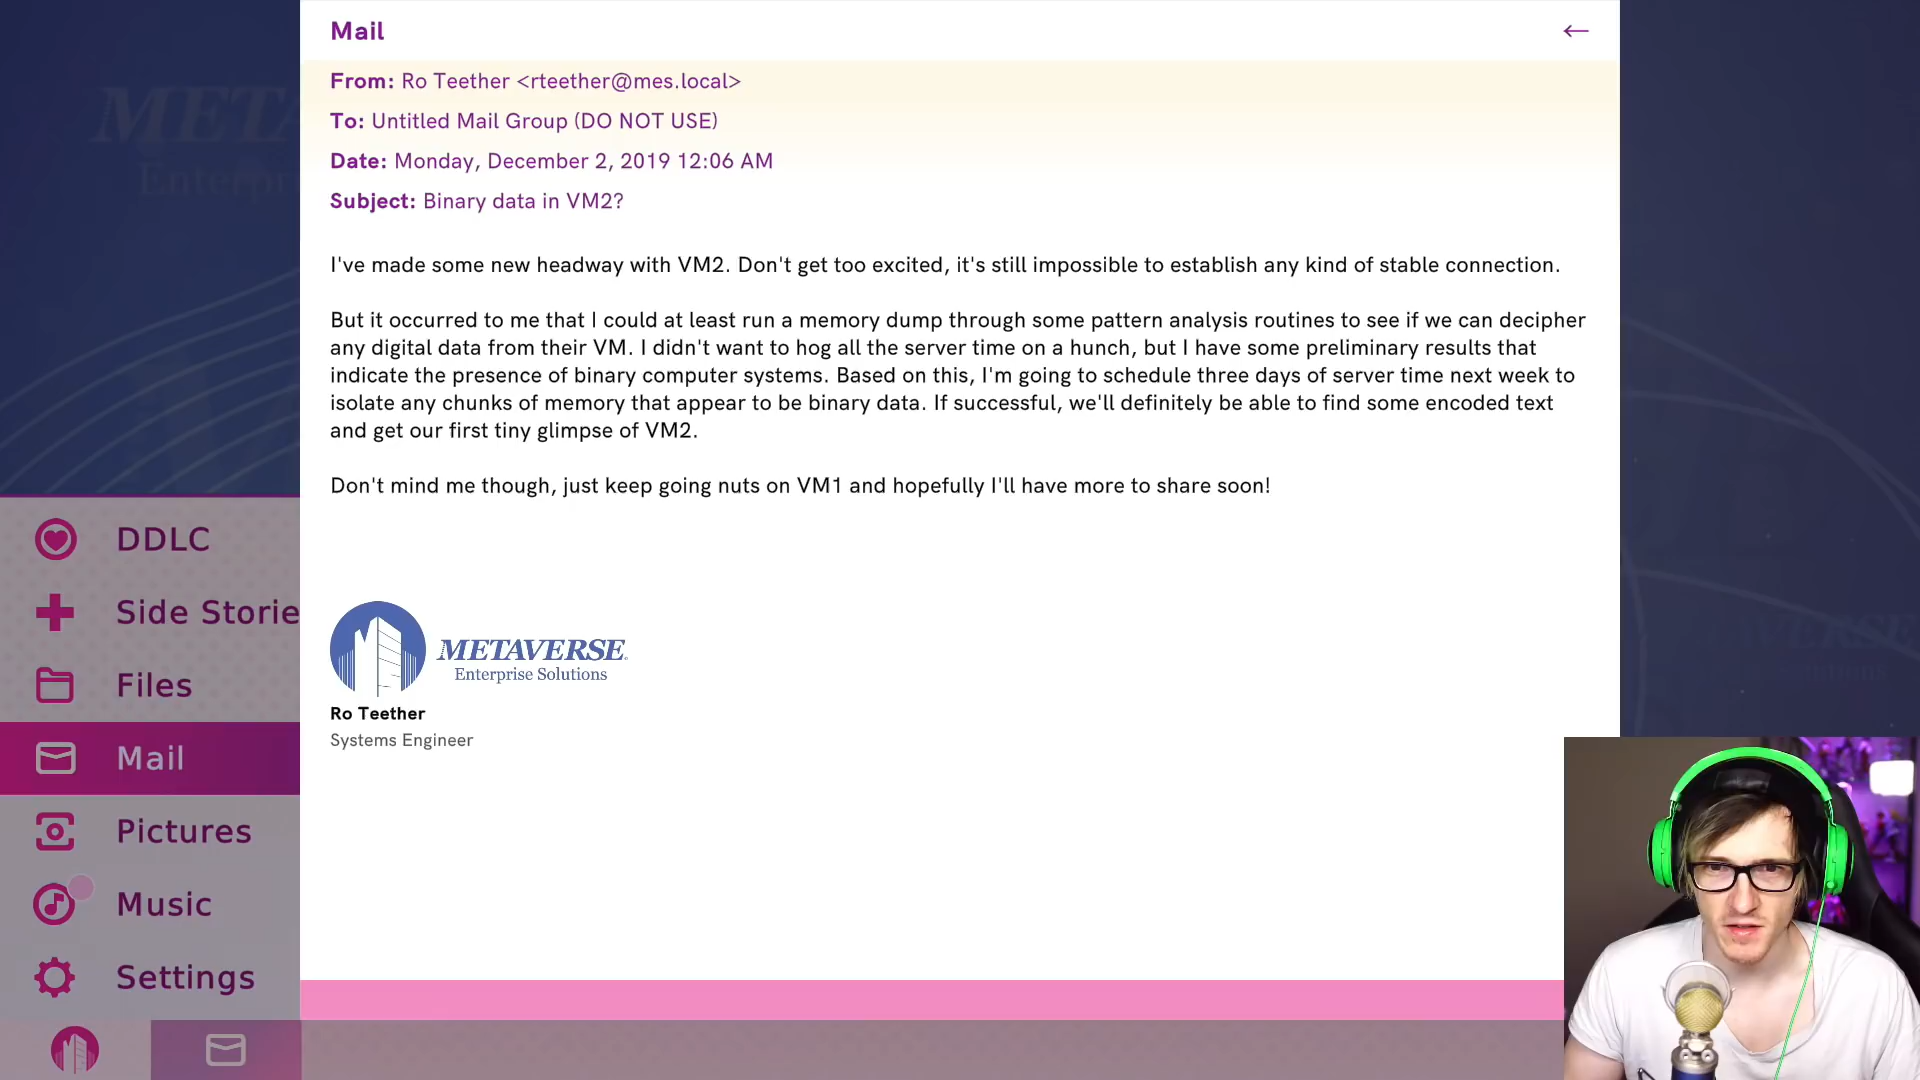 Mail
From: Ro Teether <rteether@mes.local>
To: Untitled Mail Group (DO NOT USE)
Date: Monday, December 2, 2019 12:06 AM
Subject: Binary data in VM2?
I've made some new headway with VM2. Don't get too excited, it's still impossible to establish any kind of stable connection.
But it occurred to me that I could at least run a memory dump through some pattern analysis routines to see if we can decipher
any digital data from their VM. I didn't want to hog all the server time on a hunch, but I have some preliminary results that
indicate the presence of binary computer systems. Based on this, I'm going to schedule three days of server time next week to
isolate any chunks of memory that appear to be binary data. If successful, we'll definitely be able to find some encoded text
and get our first tiny glimpse of VM2.
Don't mind me though, just keep going nuts on VM1 and hopefully I'll have more to share soon!
METAVERSE
Enterprise Solutions
Ro Teether
Systems Engineer
META
Enterpri
DDLC
Side Storie
Files
Mail
Pictures
Music
Settings